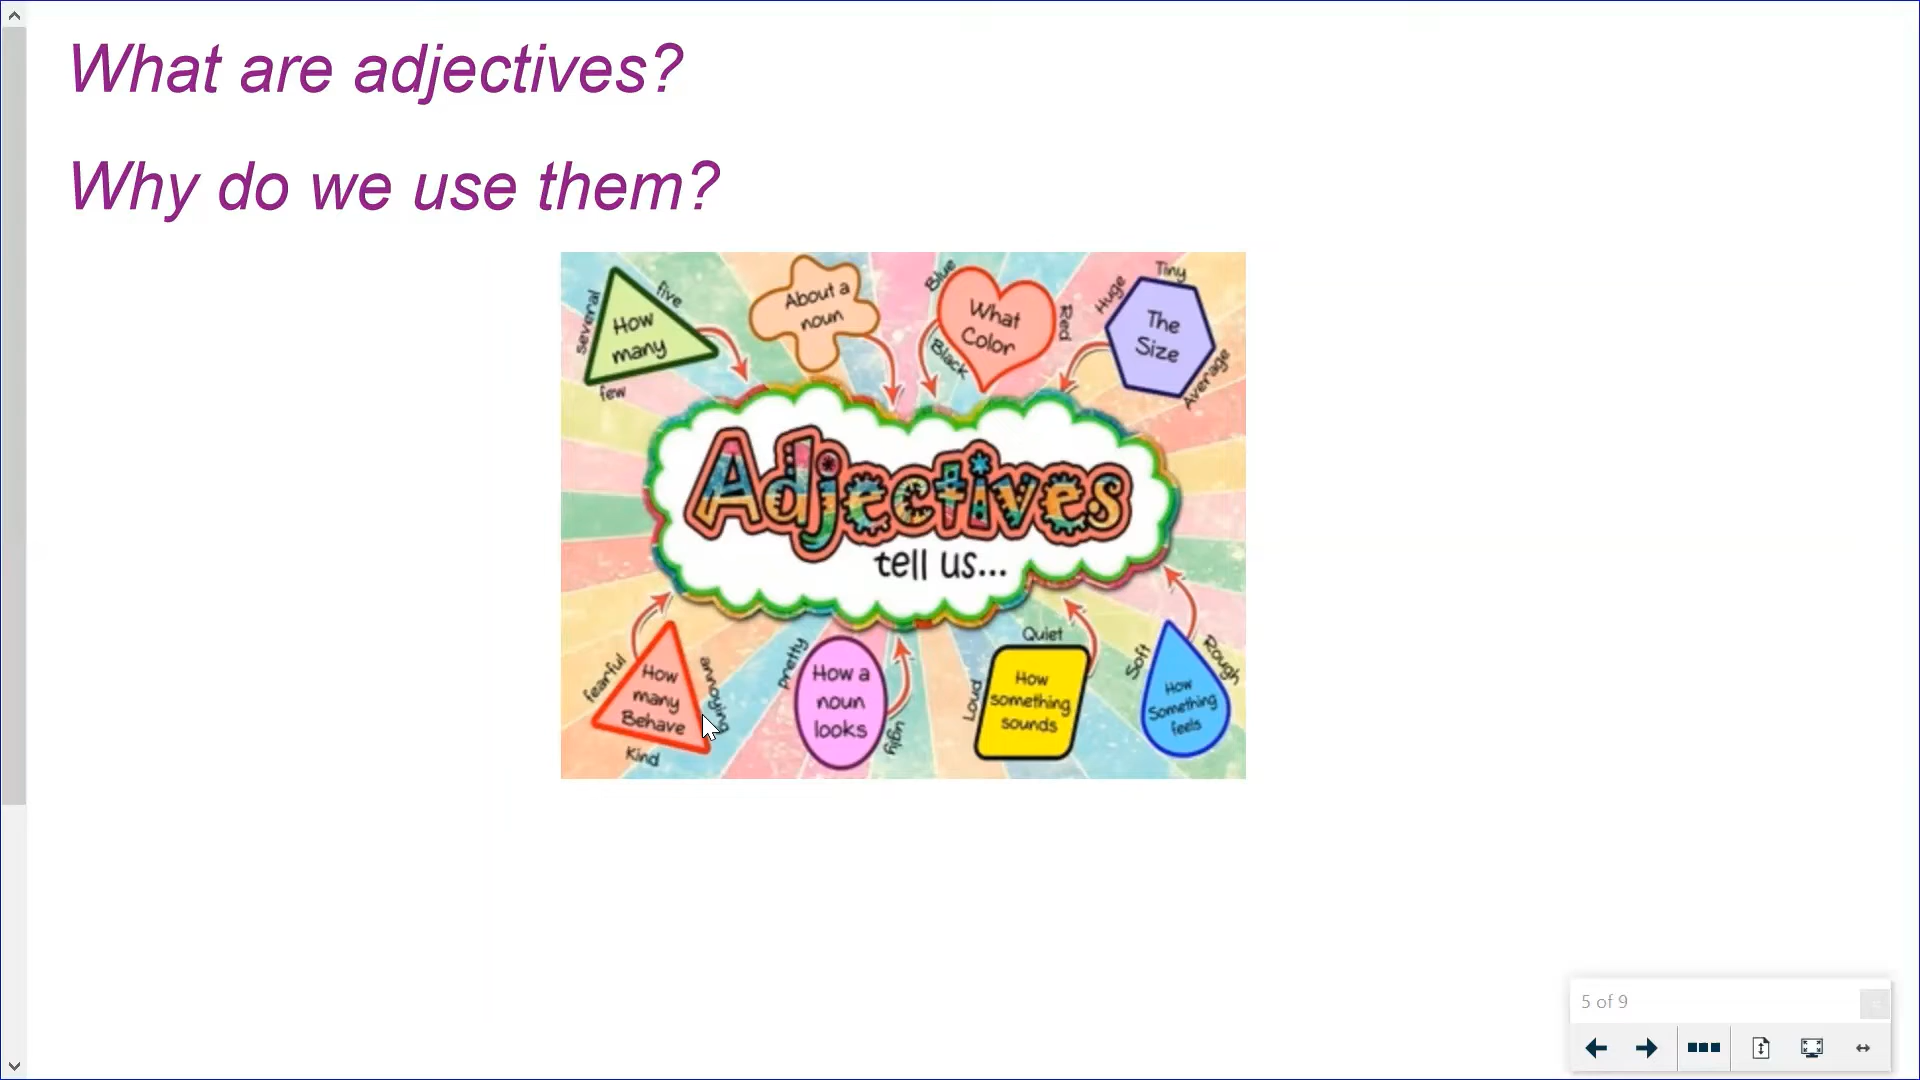 What are adjectives?
Why do we use them?
several
five
How
many
few
About a
noun
Blue
What
Color
Red
Black
Huge
Tiny
The
Size
Average
Adjectives
tell us...
fearful
How
many
Behave
annoying
Kind
pretty
How a
noun
looks
ugly
Quiet
Loud
How
something
sounds
Soft
Rough
How
Something
feels
5 of 9